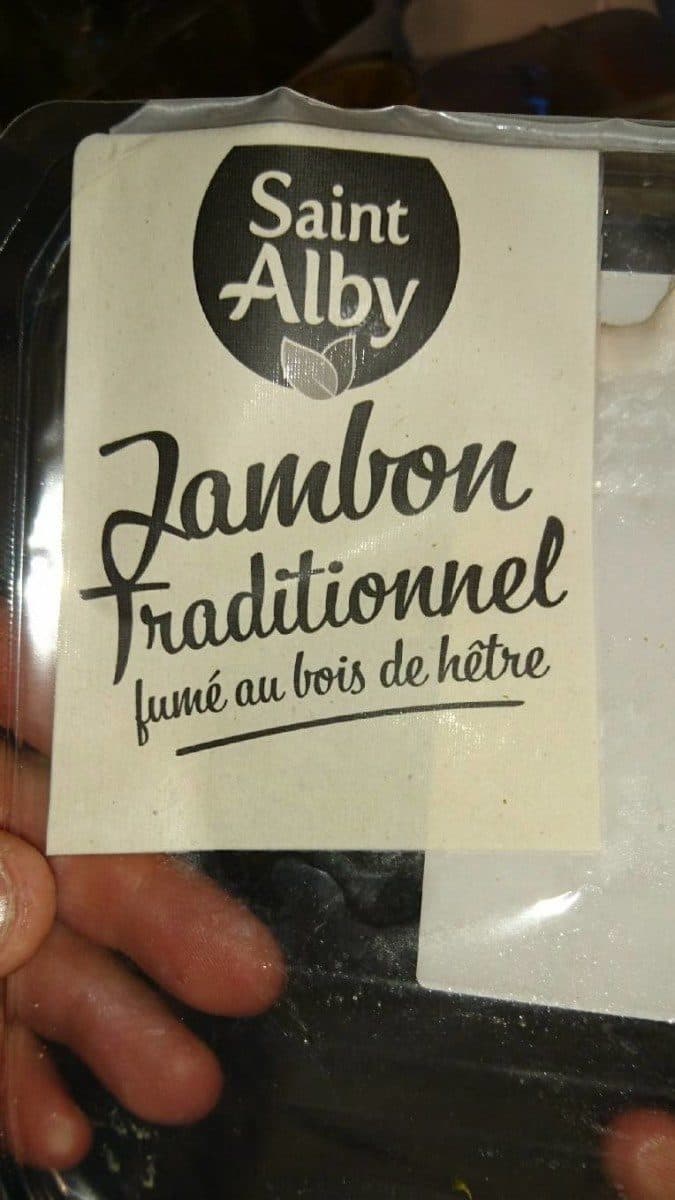 Saint
Alby
Jambon
Traditionnel
fumé au bois de hêtre